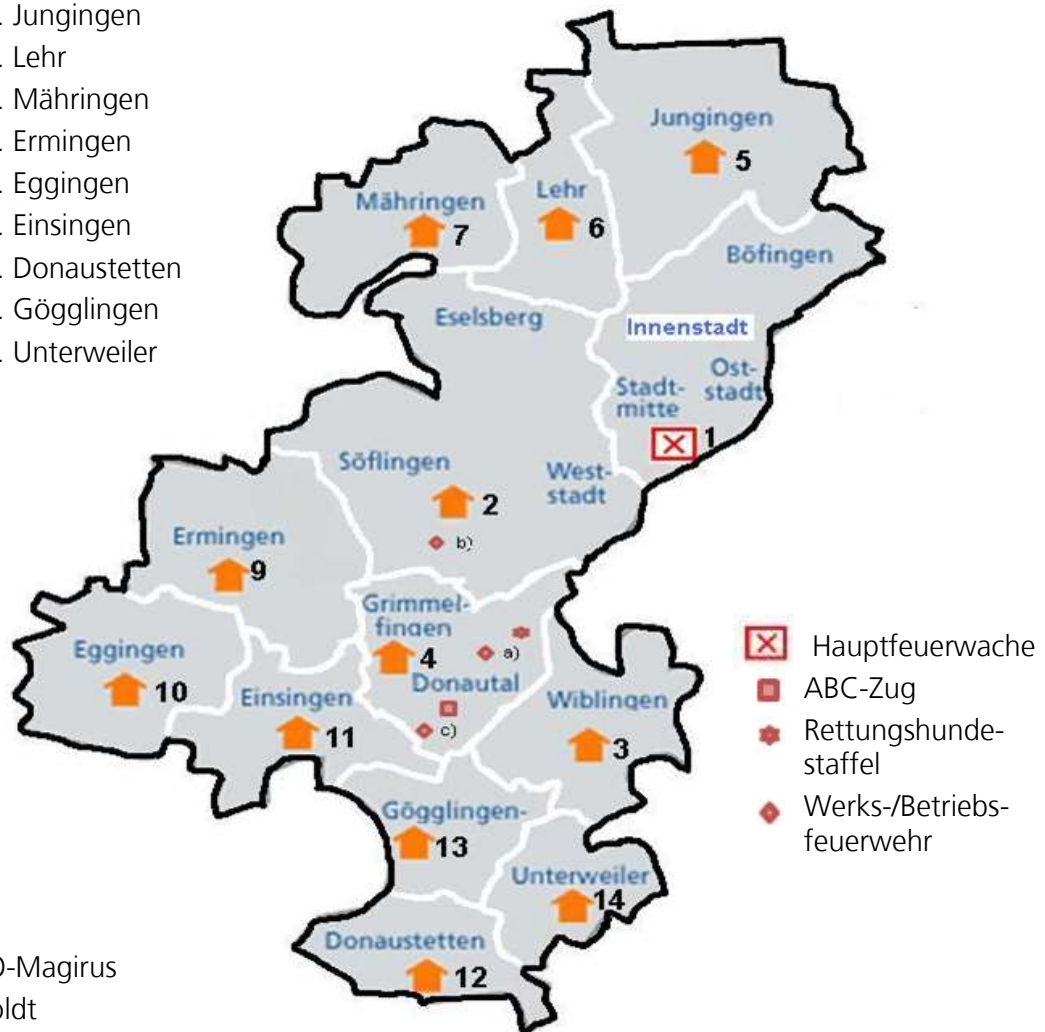 . Jungingen
. Lehr
. Mähringen
. Ermingen
. Eggingen
. Einsingen
. Donaustetten
. Gögglingen
. Unterweiler
Jungingen
5
Lehr
6
Mähringen
7
Böfingen
Eselsberg
Innenstadt
Ost-
stadt
Stadt-
mitte
1
Söflingen
2
West-
stadt
b)
Ermingen
9
Grimmel-
fingen
4
a)
Donautal
c)
Eggingen
10
Einsingen
11
Wiblingen
3
Gögglingen-
13
Unterweiler
14
Donaustetten
12
Hauptfeuerwache
ABC-Zug
Rettungshunde-
staffel
Werks-/Betriebs-
feuerwehr
-Magirus
oldt